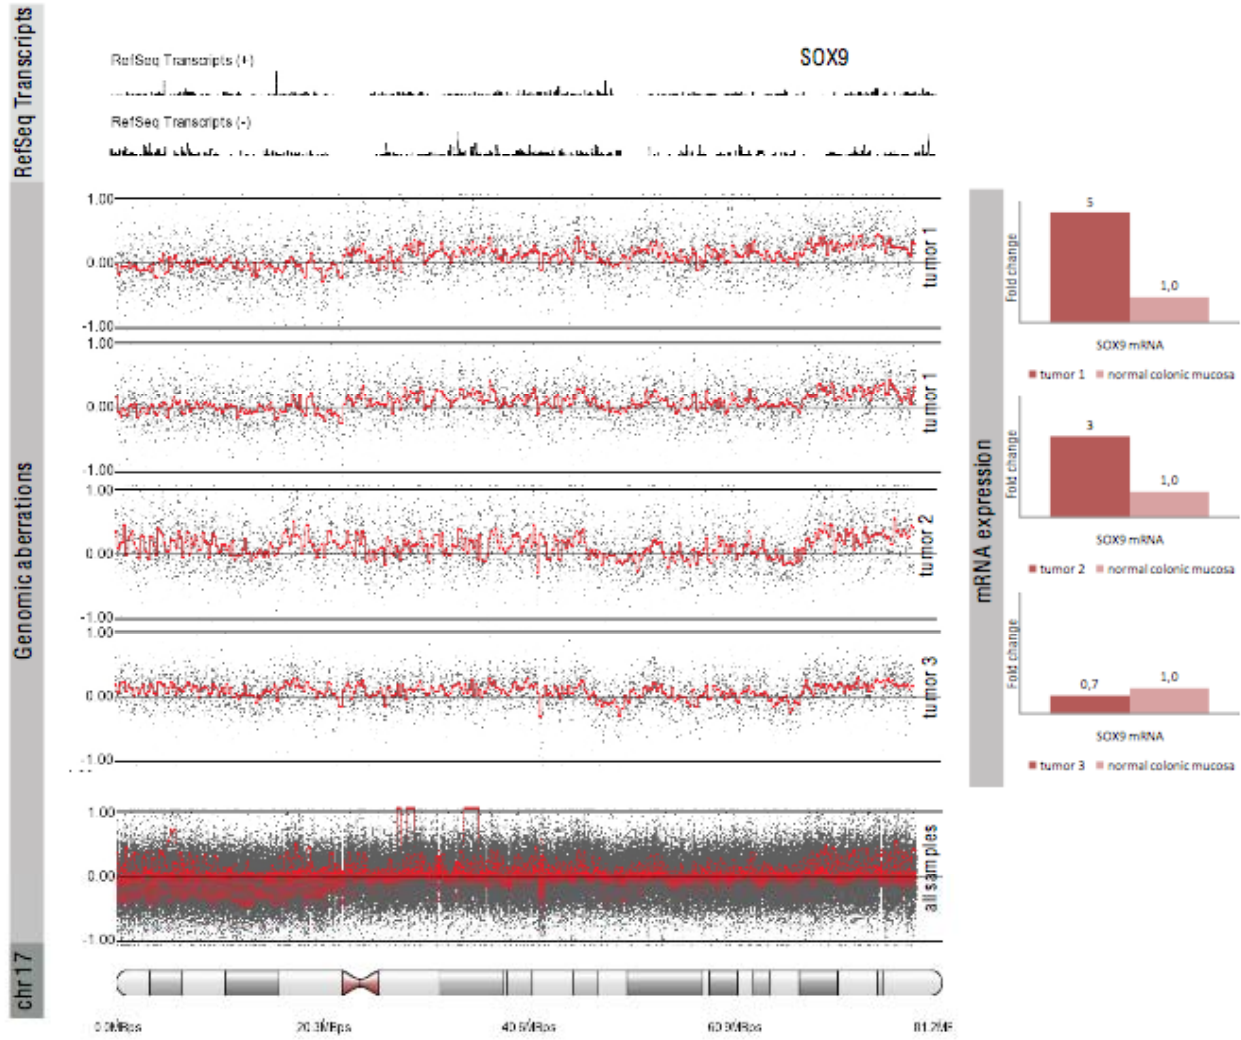 RefSeq Transcripts
RefSeq Transcripts (+)
SOX9
RefSeq Transcripts (-)
Genomic aberrations
1.00
0.00
-1.00
tumor 1
1.00
0.00
-1.00
tumor 1
1.00
0.00
-1.00
tumor 2
1.00
0.00
-1.00
tumor 3
1.00
0.00
-1.00
all samples
mRNA expression
Fold change
5
1,0
SOX9 mRNA
tumor 1 normal colonic mucosa
Fold change
3
1,0
SOX9 mRNA
tumor 2 normal colonic mucosa
Fold change
0,7
1,0
SOX9 mRNA
tumor 3 normal colonic mucosa
chr 17
0.0MBps 20.3MBps 40.6MBps 60.9MBps 81.2ME